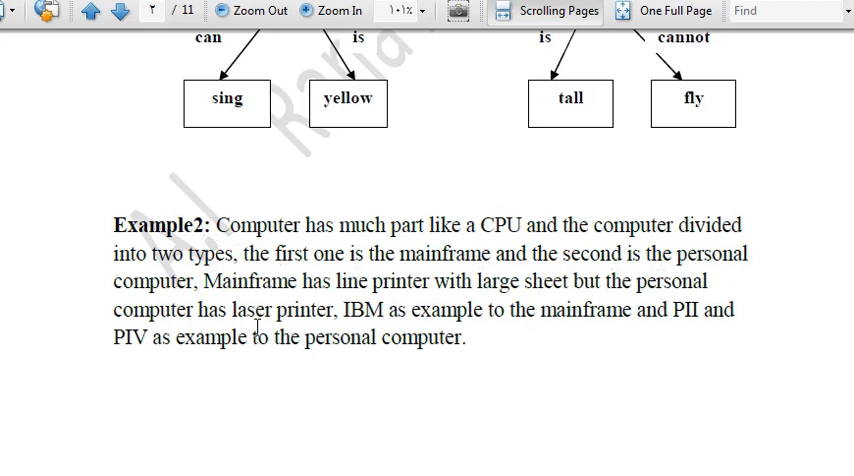 ٢ / 11 Zoom Out Zoom In ١٠١% Scrolling Pages One Full Page Find
can is is cannot
sing yellow tall fly
A.I Rania
Example2: Computer has much part like a CPU and the computer divided
into two types, the first one is the mainframe and the second is the personal
computer, Mainframe has line printer with large sheet but the personal
computer has laser printer, IBM as example to the mainframe and PII and
PIV as example to the personal computer.